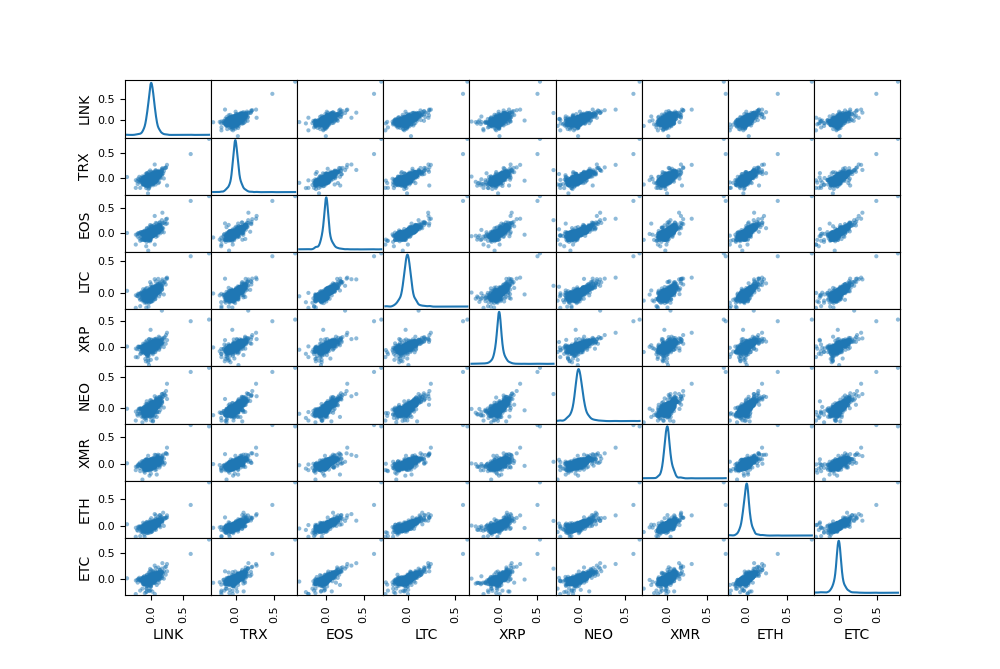 LINK 0.5 0.0
TRX 0.5 0.0
EOS 0.5 0.0
LTC 0.5 0.0
XRP 0.5 0.0
NEO 0.5 0.0
XMR 0.5 0.0
ETH 0.5 0.0
ETC 0.5 0.0
0.0 0.5 0.0 0.5 0.0 0.5 0.0 0.5 0.0 0.5 0.0 0.5 0.0 0.5 0.0 0.5 0.0 0.5
LINK TRX EOS LTC XRP NEO XMR ETH ETC